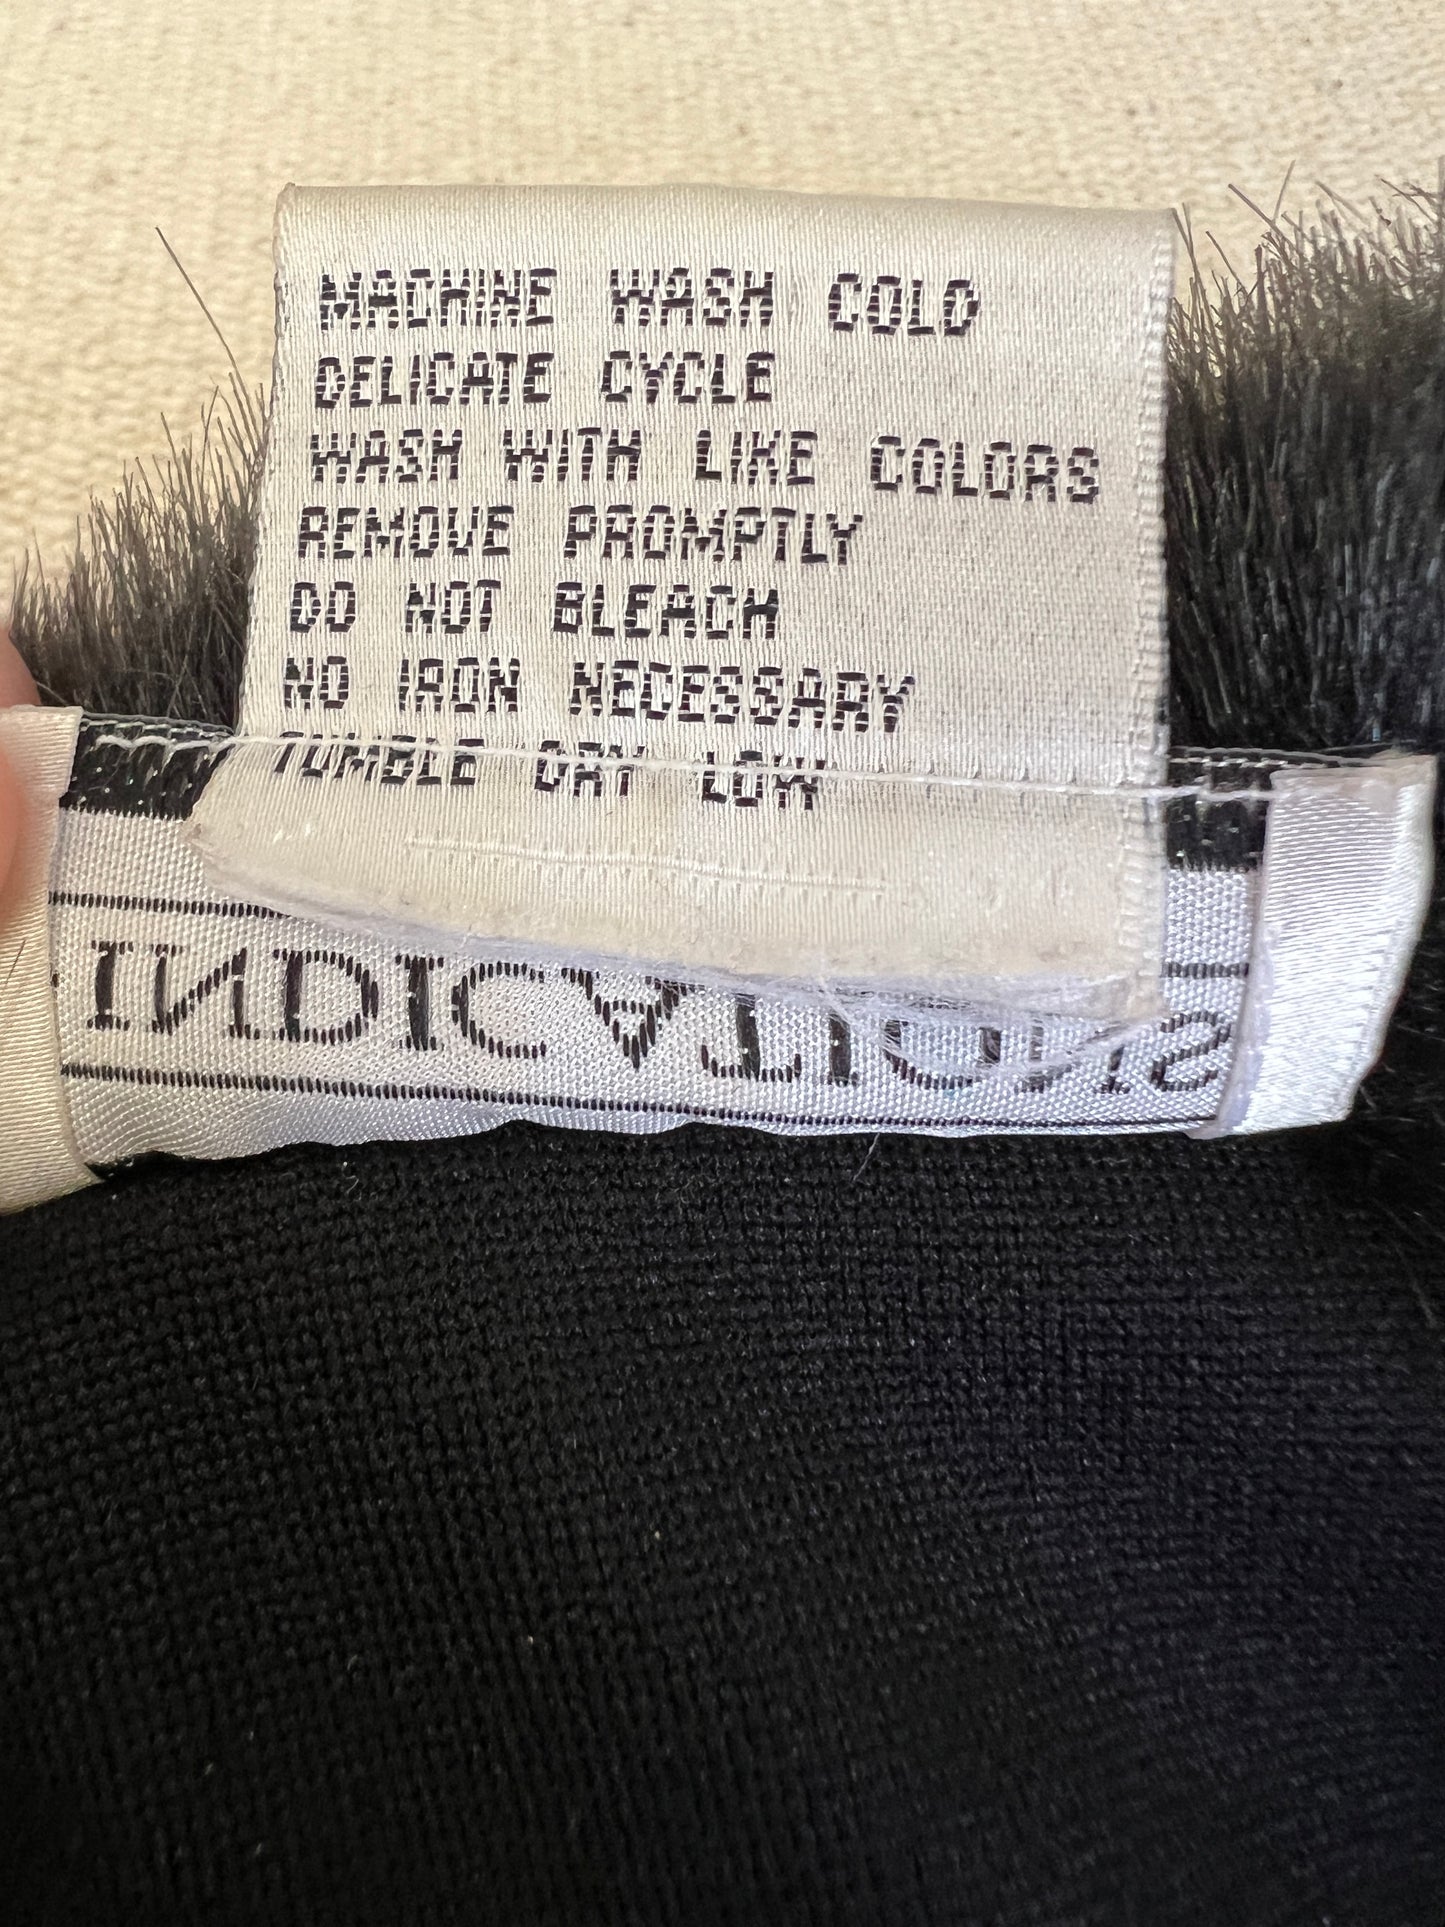 MACHINE WASH COLD
DELICATE CYCLE
WASH WITH LIKE COLORS
REMOVE PROMPTLY
DO NOT BLEACH
NO IRON NECESSARY
TUMBLE DRY LOW
INDICATIONS